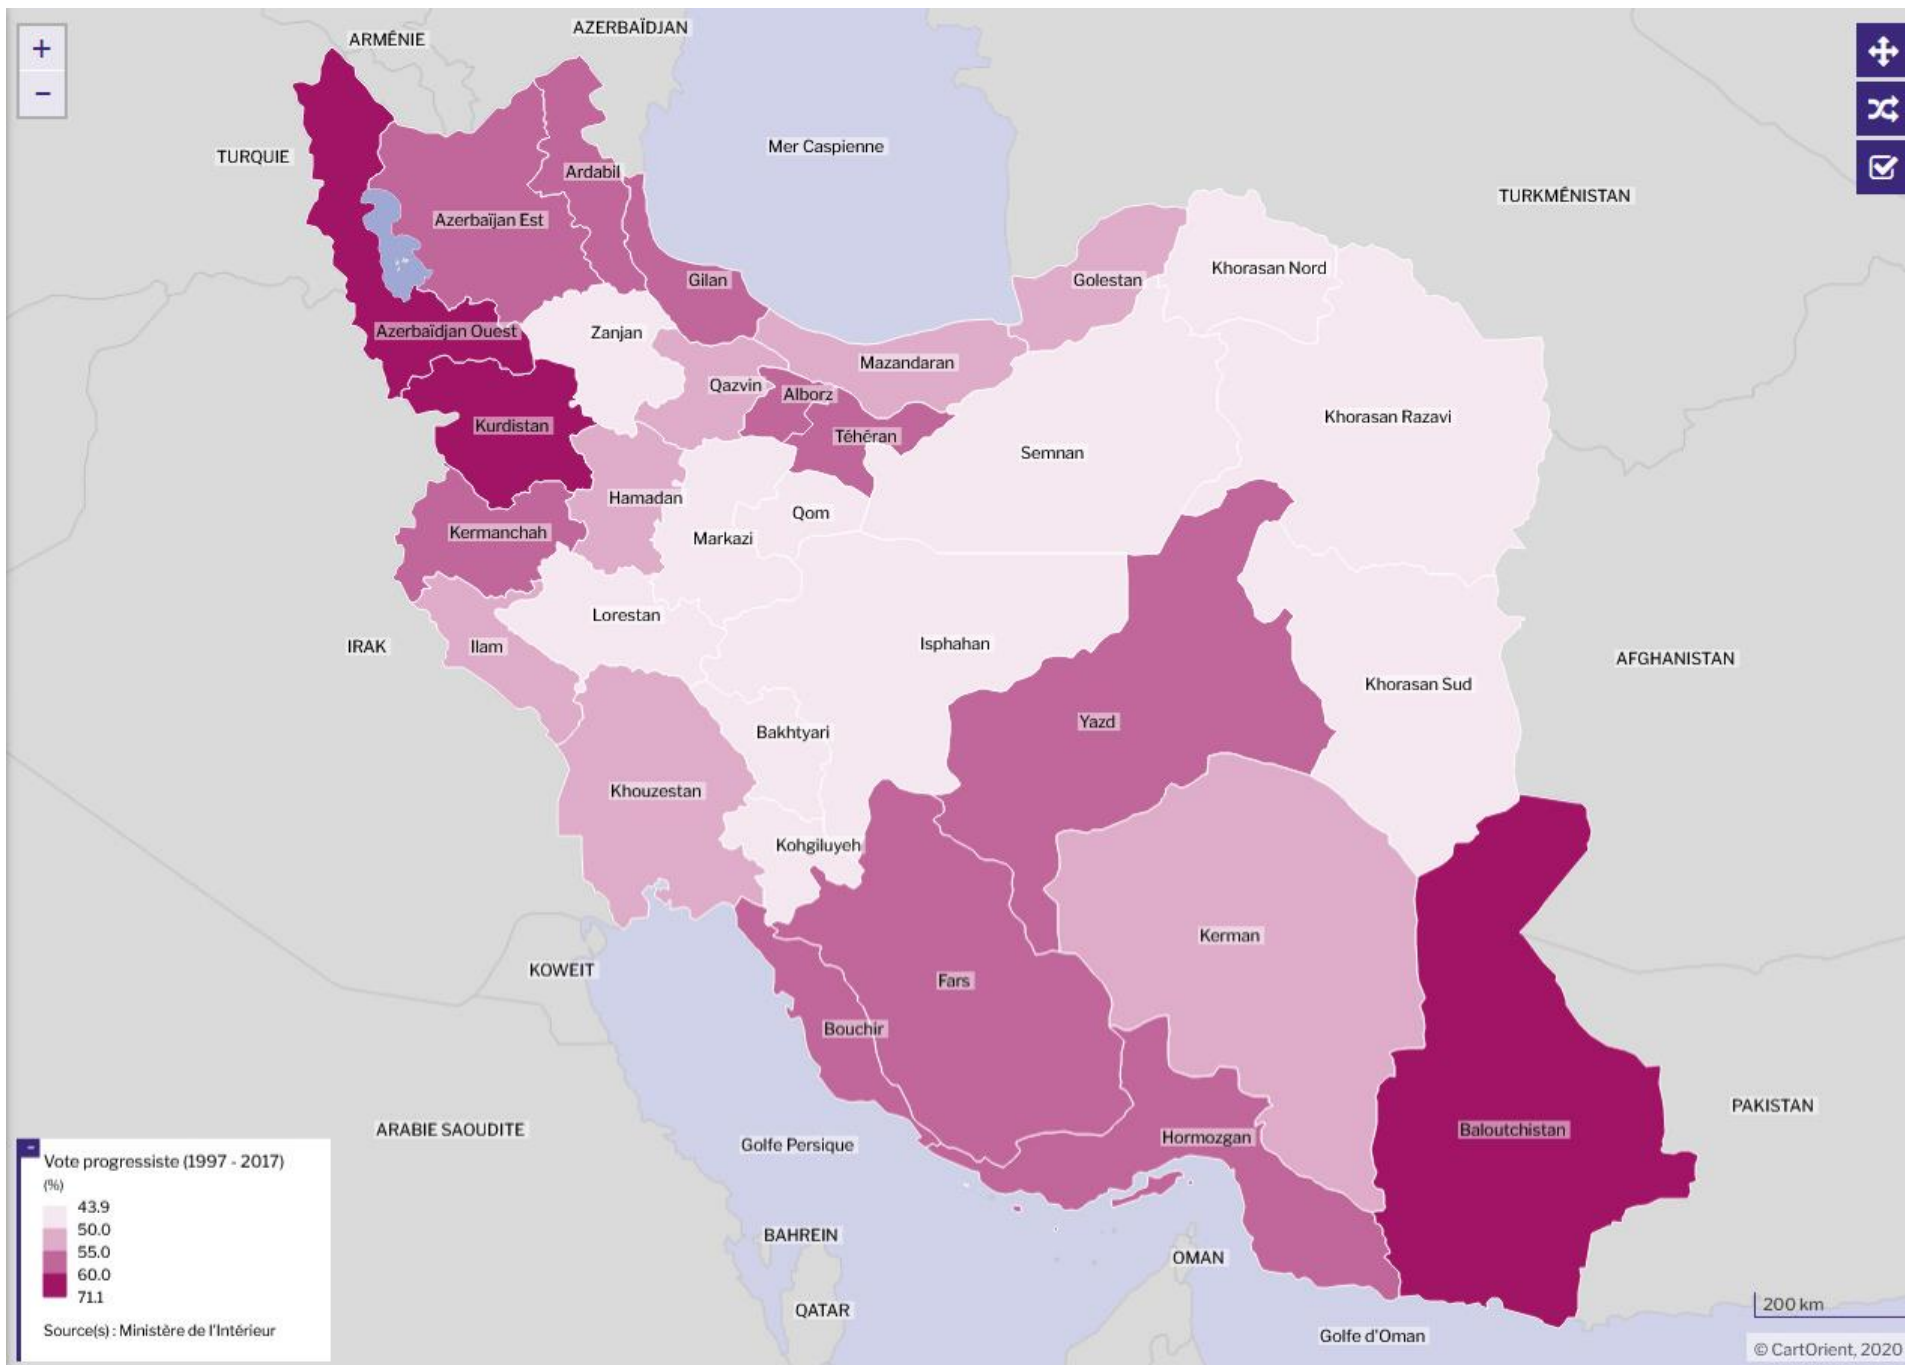 +
−
ARMÉNIE
AZERBAÏDJAN
Mer Caspienne
TURQUIE
Ardabil
TURKMÉNISTAN
Azerbaïjan Est
Gilan
Golestan
Khorasan Nord
Azerbaïdjan Ouest
Zanjan
Mazandaran
Qazvin
Alborz
Khorasan Razavi
Kurdistan
Téhéran
Semnan
Hamadan
Qom
Kermanchah
Markazi
Lorestan
Ilam
IRAK
Isphahan
AFGHANISTAN
Khorasan Sud
Yazd
Bakhtyari
Khouzestan
Kohgiluyeh
Kerman
KOWEIT
Fars
Bouchir
PAKISTAN
ARABIE SAOUDITE
Baloutchistan
Golfe Persique
Hormozgan
BAHREIN
OMAN
QATAR
Golfe d'Oman
-
Vote progressiste (1997 - 2017)
(%)
43.9
50.0
55.0
60.0
71.1
Source(s) : Ministère de l'Intérieur
200 km
© CartOrient, 2020